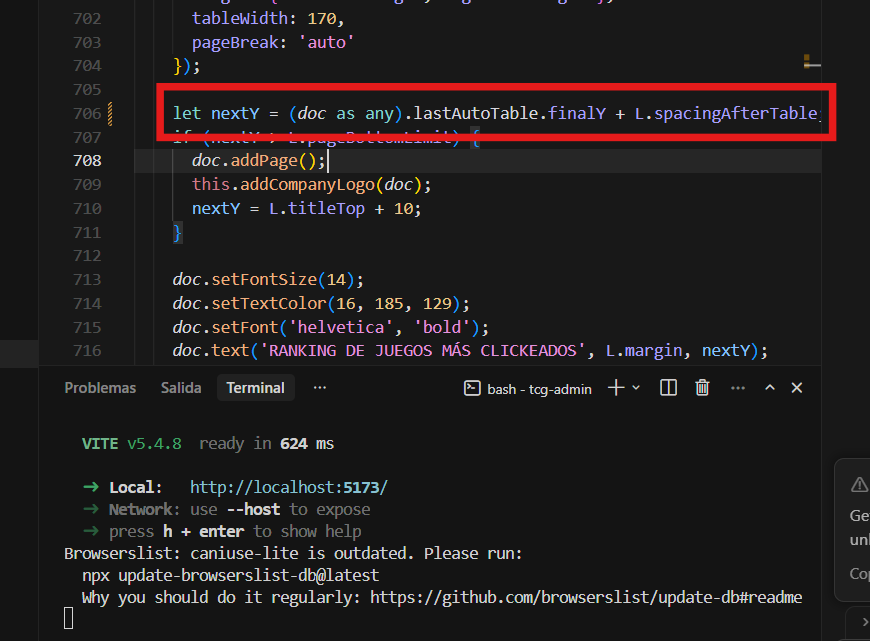 702 tableWidth: 170,
703 pageBreak: 'auto'
704 });
705
706 let nextY = (doc as any).lastAutoTable.finalY + L.spacingAfterTable;
707 if (nextY > L.pageBottomLimit) {
708 doc.addPage();
709 this.addCompanyLogo(doc);
710 nextY = L.titleTop + 10;
711 }
712
713 doc.setFontSize(14);
714 doc.setTextColor(16, 185, 129);
715 doc.setFont('helvetica', 'bold');
716 doc.text('RANKING DE JUEGOS MÁS CLICKEADOS', L.margin, nextY);
Problemas Salida Terminal ··· bash - tcg-admin ···
VITE v5.4.8 ready in 624 ms
➜ Local: http://localhost:5173/
➜ Network: use --host to expose
➜ press h + enter to show help
Browserslist: caniuse-lite is outdated. Please run:
npx update-browserslist-db@latest
Why you should do it regularly: https://github.com/browserslist/update-db#readme